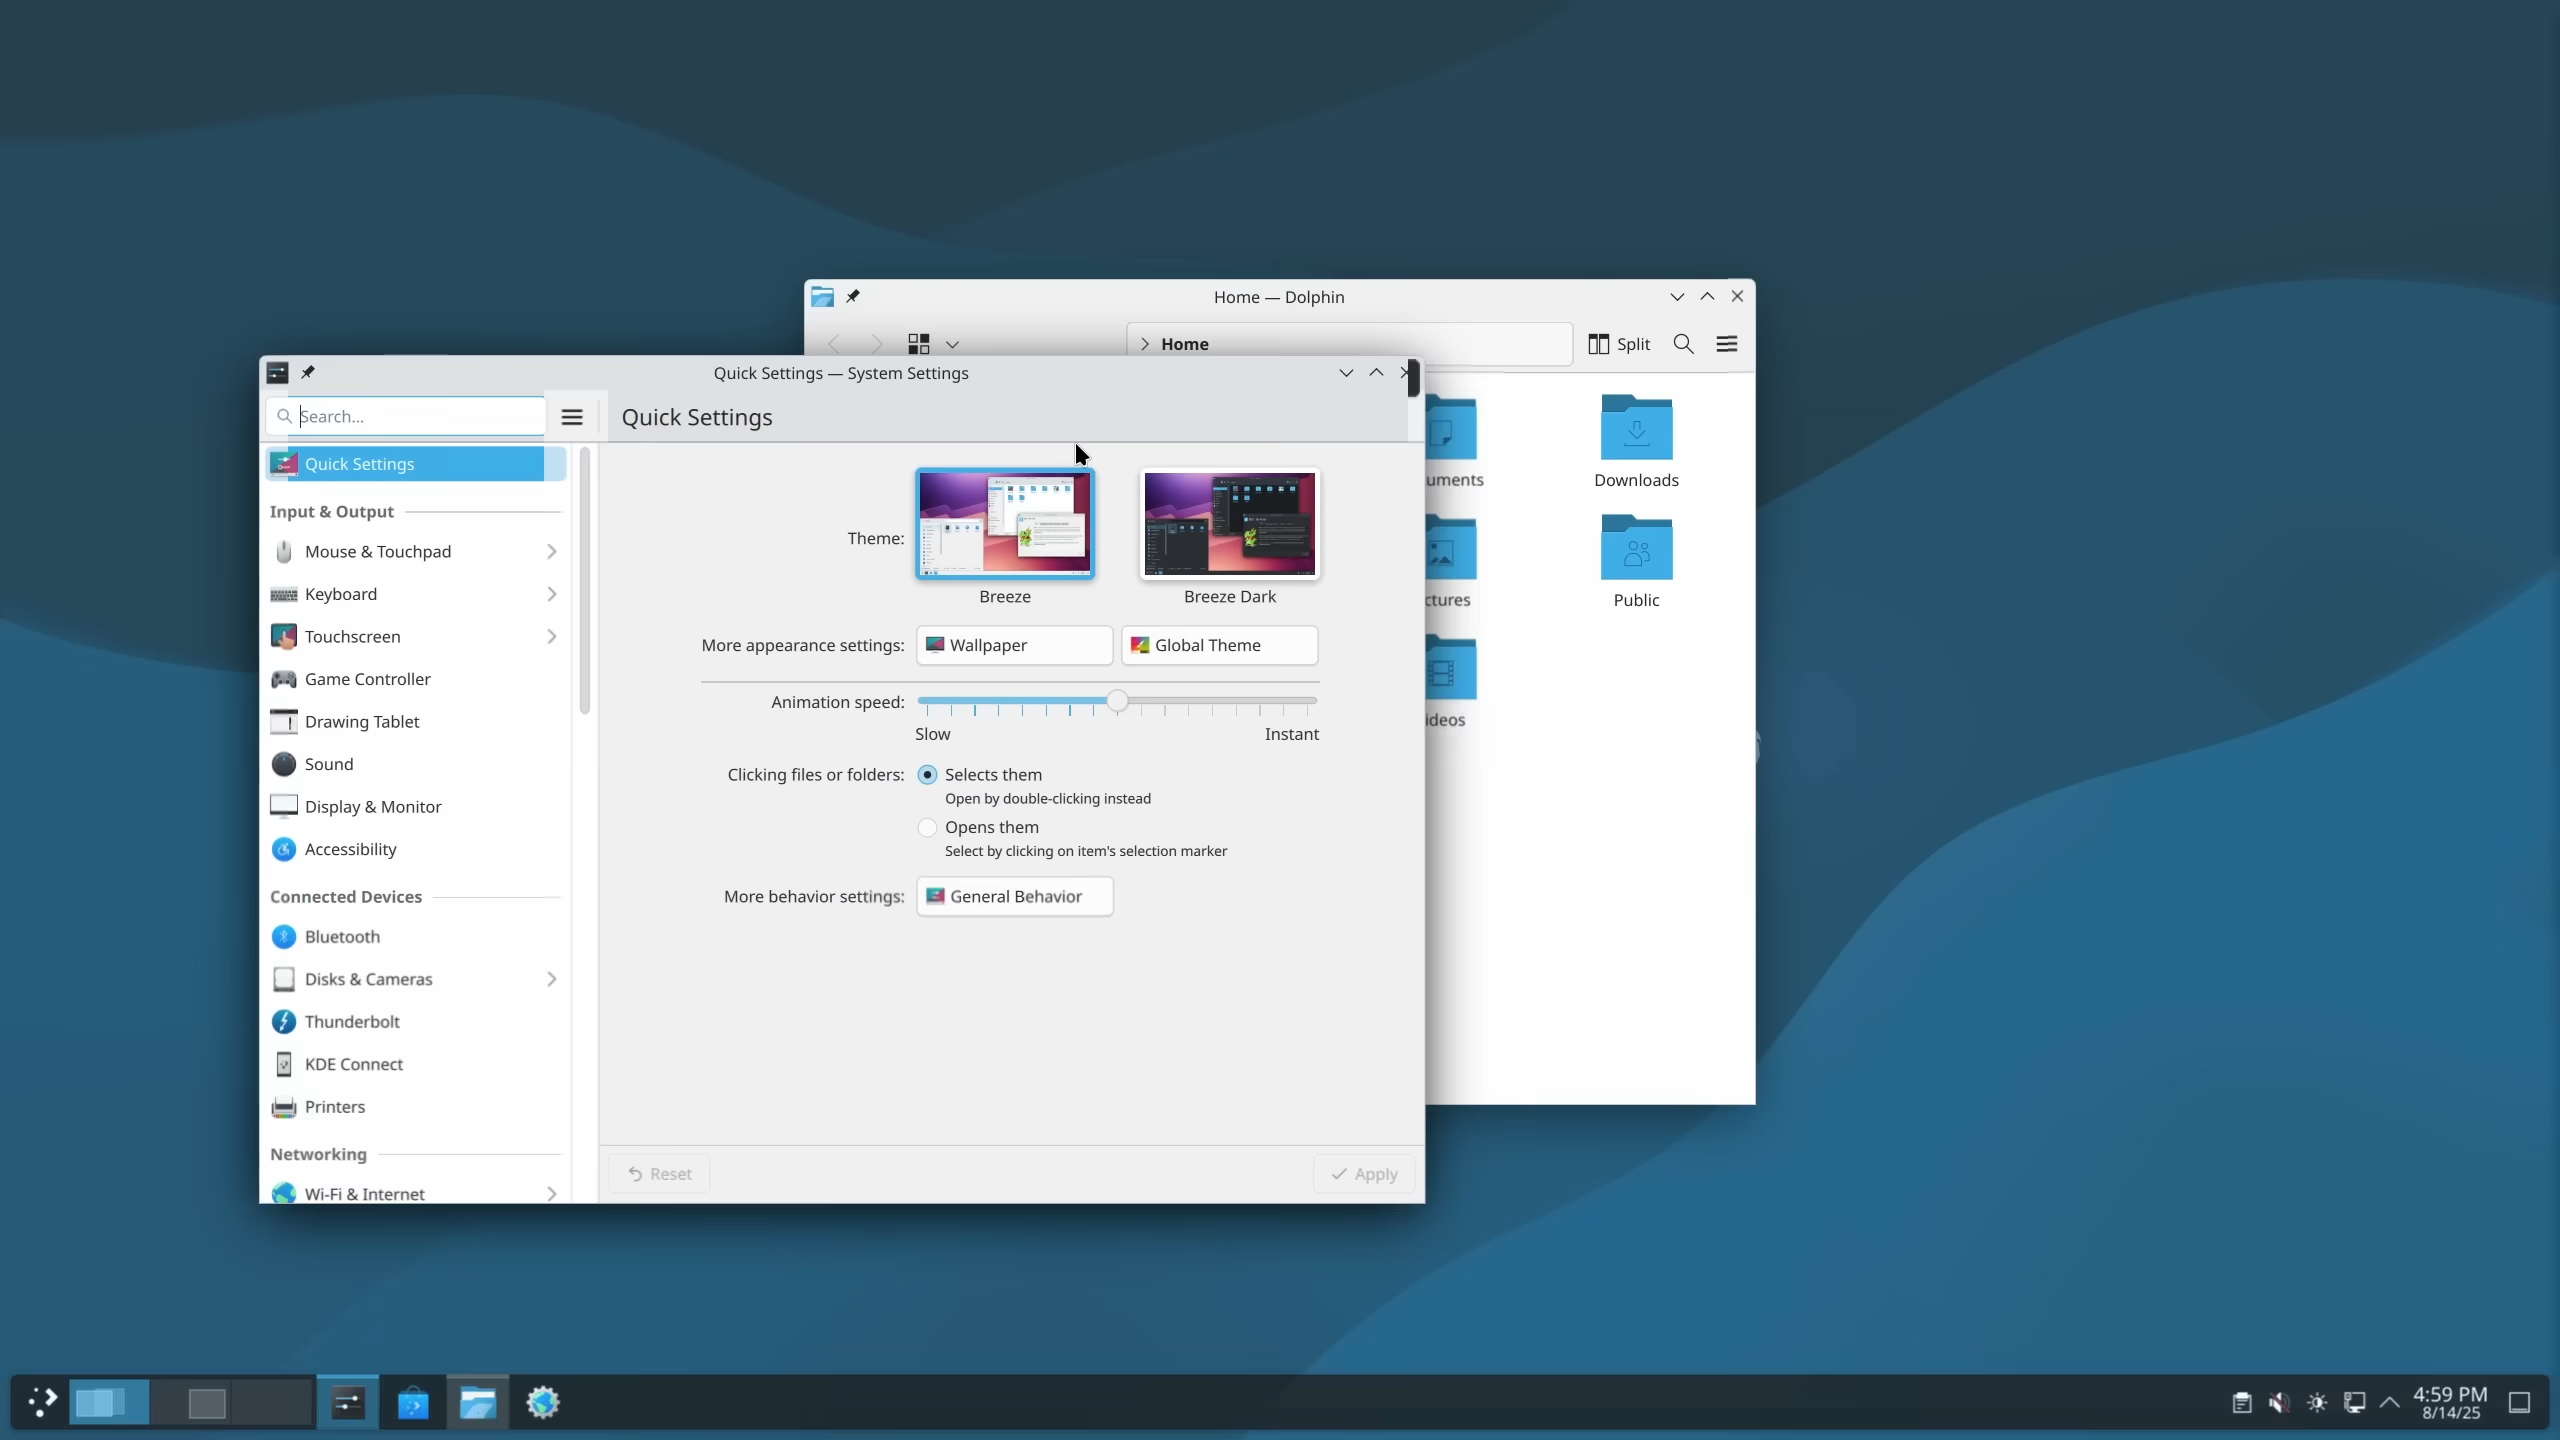 Home — Dolphin
Home
Split
Quick Settings — System Settings
Search...
Quick Settings
Quick Settings
Input & Output
Mouse & Touchpad
Keyboard
Touchscreen
Game Controller
Drawing Tablet
Sound
Display & Monitor
Accessibility
Connected Devices
Bluetooth
Disks & Cameras
Thunderbolt
KDE Connect
Printers
Networking
Wi-Fi & Internet
Theme:
Breeze
Breeze Dark
More appearance settings:
Wallpaper
Global Theme
Animation speed:
Slow
Instant
Clicking files or folders:
Selects them
Open by double-clicking instead
Opens them
Select by clicking on item's selection marker
More behavior settings:
General Behavior
Reset
Apply
uments
Downloads
ctures
Public
ideos
4:59 PM
8/14/25